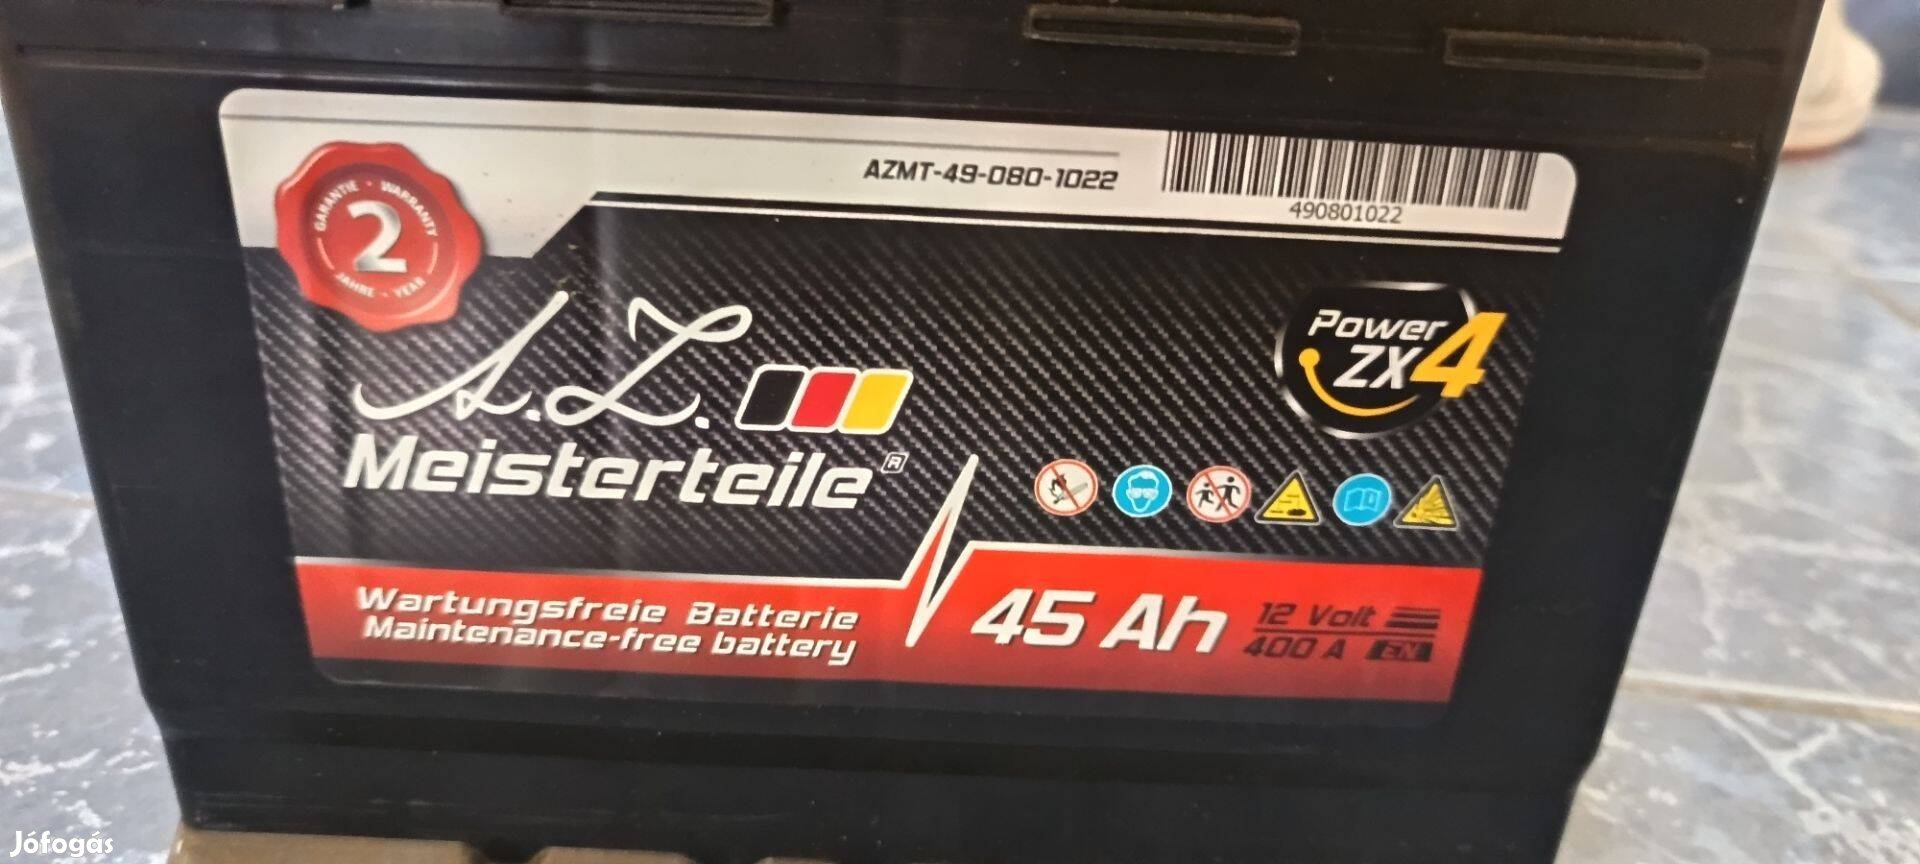 AZMT-49-080-1022
490801022
GARANTIE · WARRANTY
2
JAHRE · YEAR
Power
ZX4
A.Z.
Meisterteile®
Wartungsfreie Batterie
Maintenance-free battery
45 Ah
12 Volt
400 A EN
Jófogás